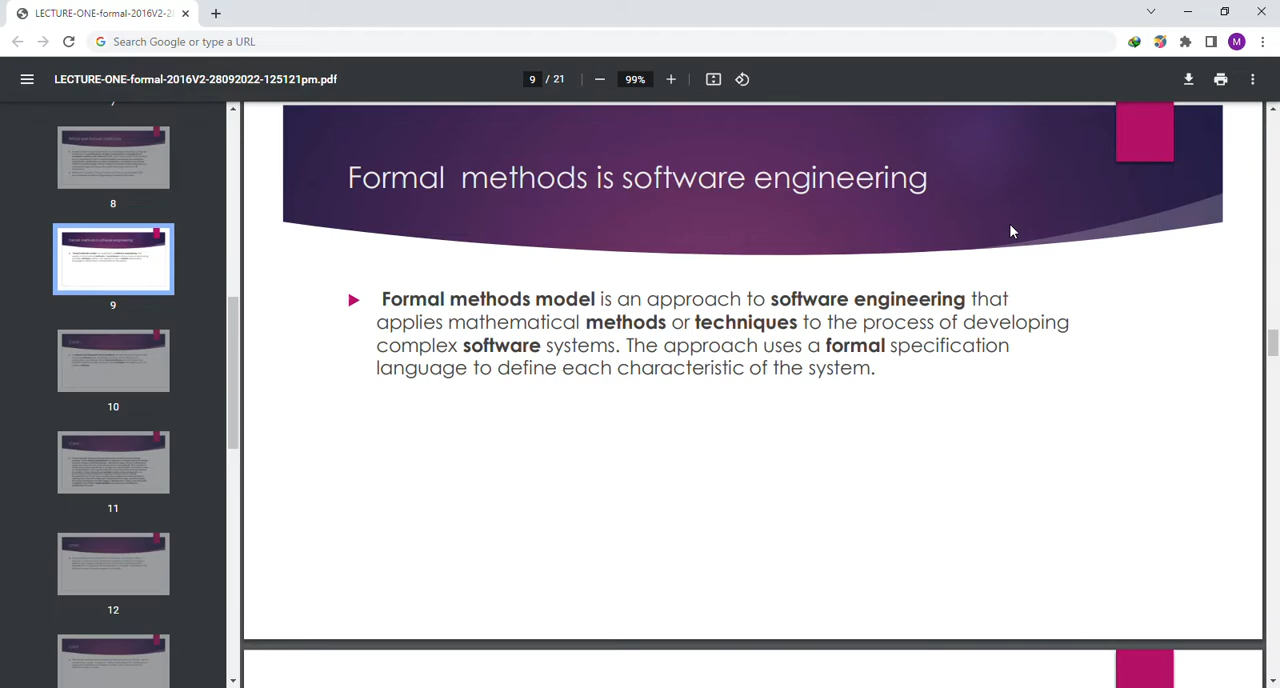 LECTURE-ONE-formal-2016V2-2
Search Google or type a URL
M
LECTURE-ONE-formal-2016V2-28092022-125121pm.pdf
9 / 21
99%
8
9
10
11
12
Formal methods is software engineering
Formal methods model is an approach to software engineering that
applies mathematical methods or techniques to the process of developing
complex software systems. The approach uses a formal specification
language to define each characteristic of the system.